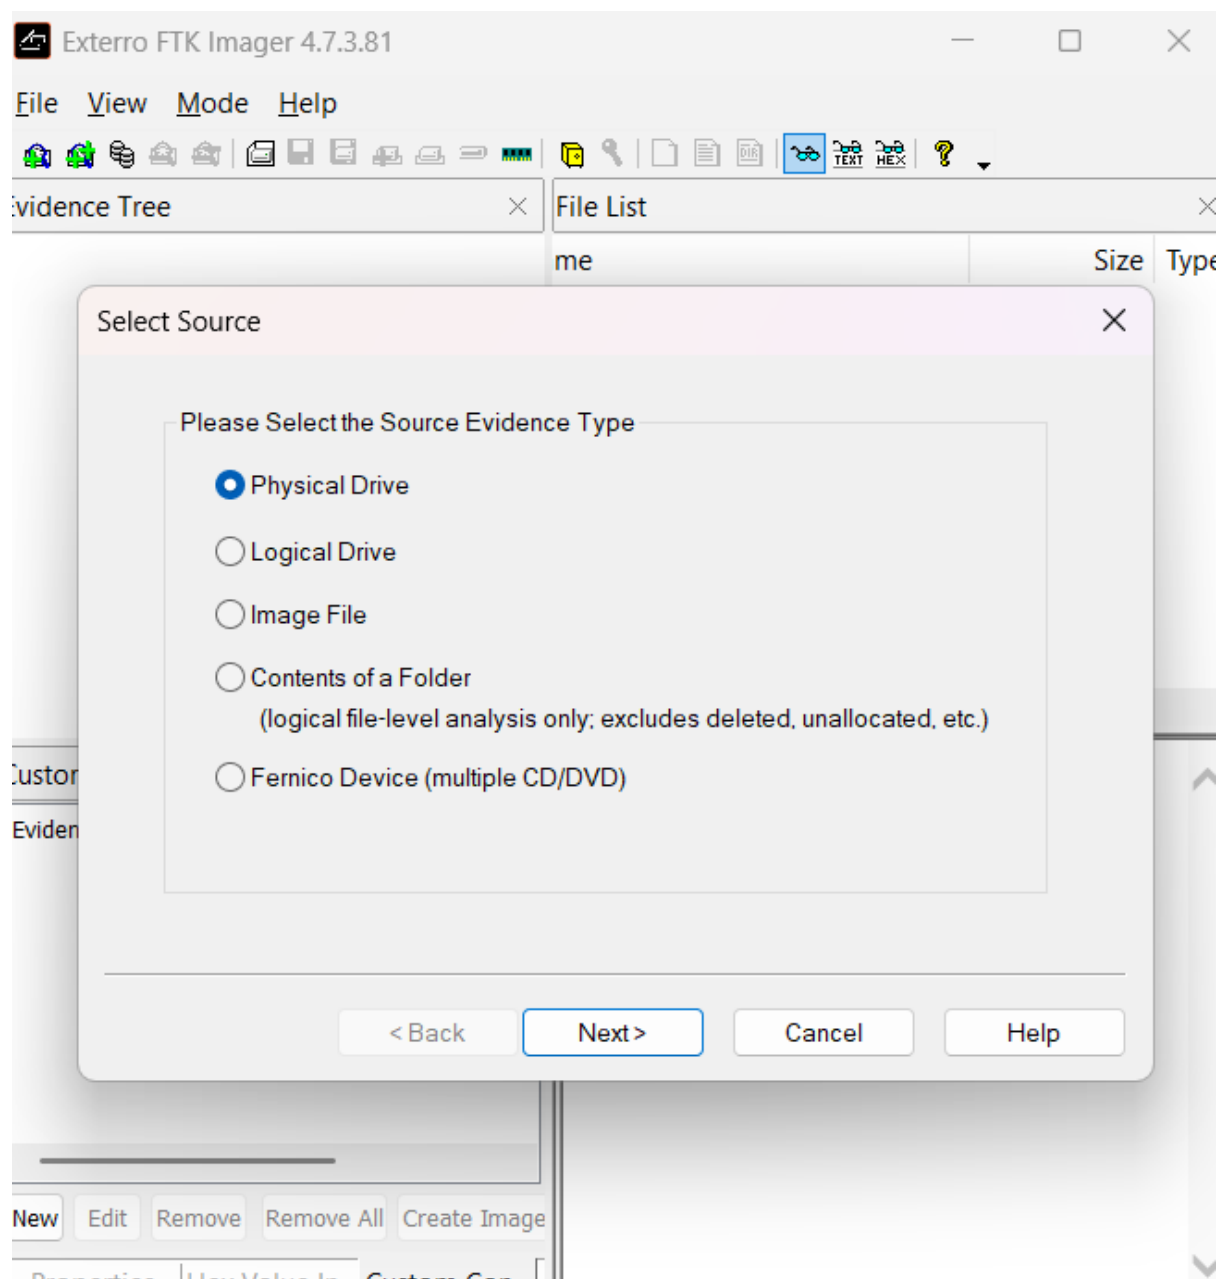 Exterro FTK Imager 4.7.3.81
File View Mode Help
TEXT HEX
DIR
vidence Tree
File List
me Size Type
Select Source
Please Select the Source Evidence Type
Physical Drive
Logical Drive
Image File
Contents of a Folder
(logical file-level analysis only; excludes deleted, unallocated, etc.)
Fernico Device (multiple CD/DVD)
Custor
Eviden
< Back Next > Cancel Help
New Edit Remove Remove All Create Image